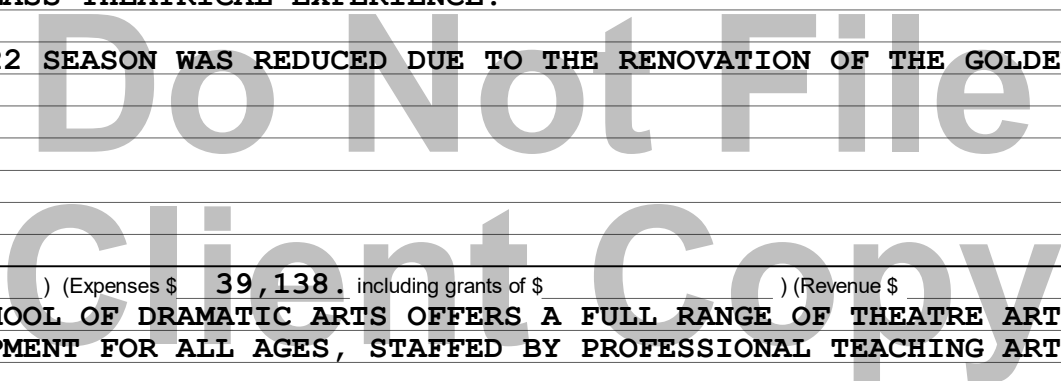 ASS THEATRICAL EXPERIENCE.
22 SEASON WAS REDUCED DUE TO THE RENOVATION OF THE GOLDE
Do Not File
Client Copy
) (Expenses $ 39,138. including grants of $ ) (Revenue $
OOL OF DRAMATIC ARTS OFFERS A FULL RANGE OF THEATRE ART
PMENT FOR ALL AGES, STAFFED BY PROFESSIONAL TEACHING ART